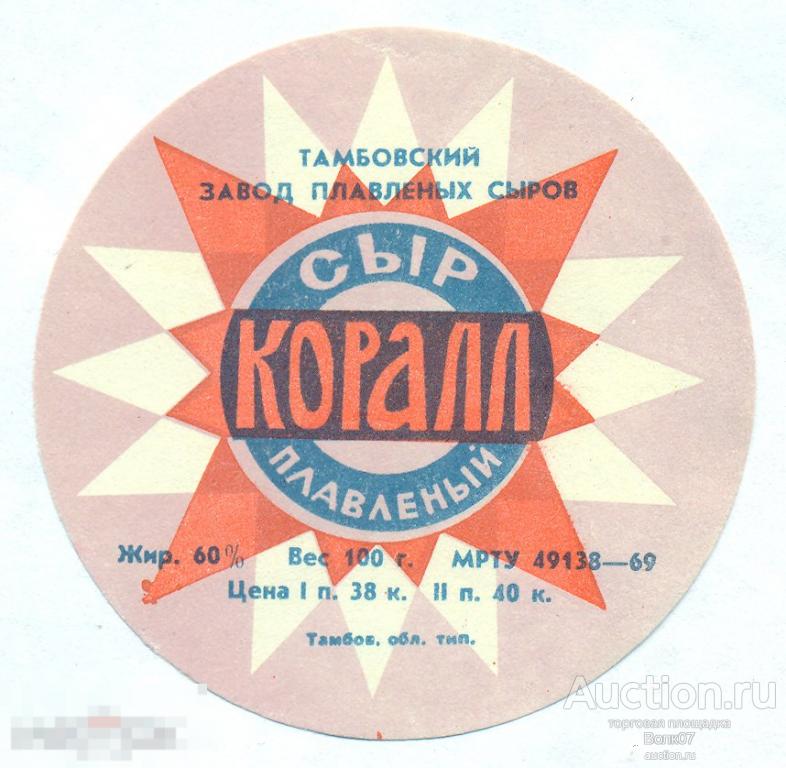 ТАМБОВСКИЙ
ЗАВОД ПЛАВЛЕНЫХ СЫРОВ
СЫР
КОРАЛЛ
ПЛАВЛЕНЫЙ
Жир. 60% Вес 100 г. МРТУ 49138—69
Цена I п. 38 к. II п. 40 к.
Тамбов. обл. тип.
Auction.ru
торговая площадка
Волк07
auction.ru